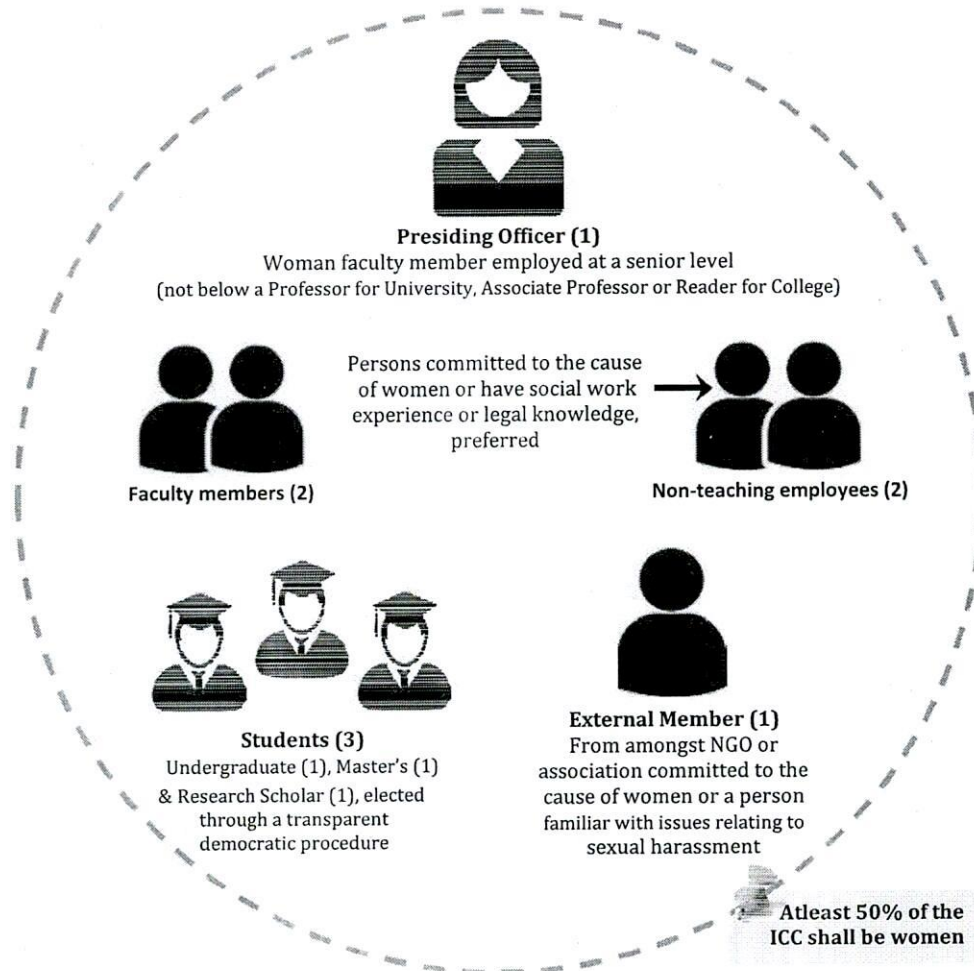 Presiding Officer (1)
Woman faculty member employed at a senior level
(not below a Professor for University, Associate Professor or Reader for College)
Persons committed to the cause
of women or have social work
experience or legal knowledge,
preferred
Faculty members (2)
Non-teaching employees (2)
Students (3)
Undergraduate (1), Master's (1)
& Research Scholar (1), elected
through a transparent
democratic procedure
External Member (1)
From amongst NGO or
association committed to the
cause of women or a person
familiar with issues relating to
sexual harassment
Atleast 50% of the
ICC shall be women